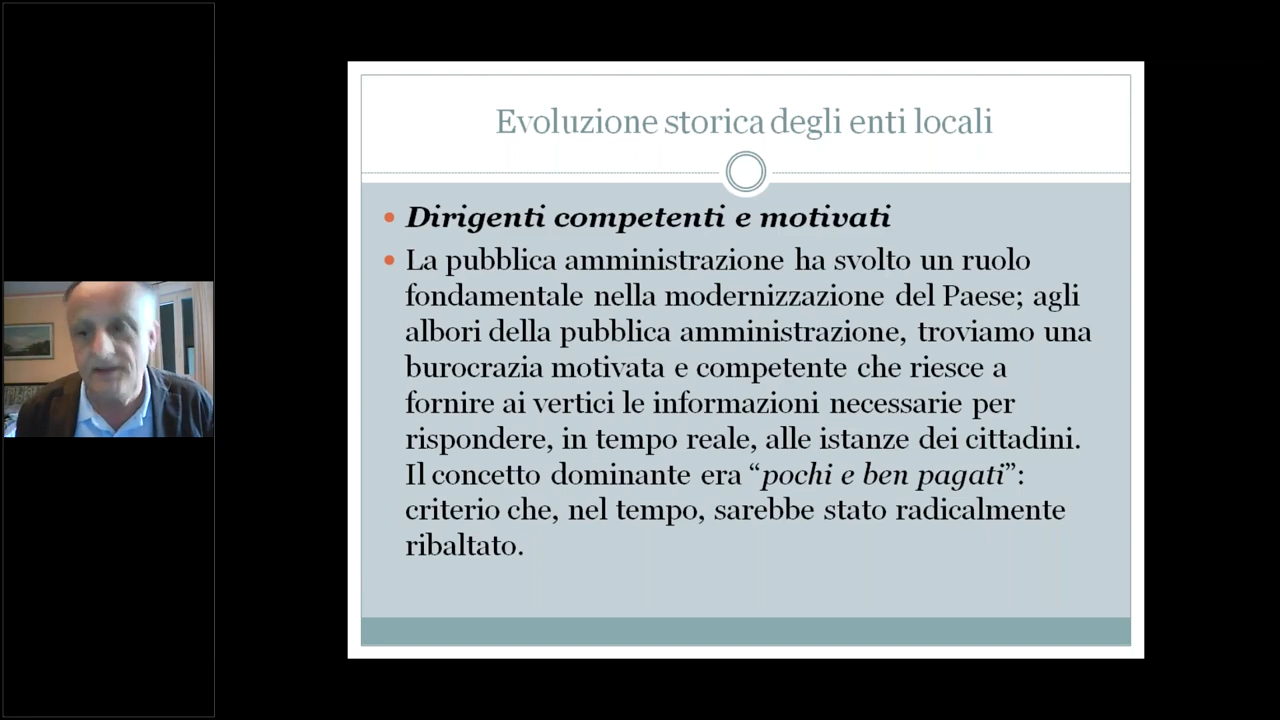 Evoluzione storica degli enti locali
Dirigenti competenti e motivati
La pubblica amministrazione ha svolto un ruolo
fondamentale nella modernizzazione del Paese; agli
albori della pubblica amministrazione, troviamo una
burocrazia motivata e competente che riesce a
fornire ai vertici le informazioni necessarie per
rispondere, in tempo reale, alle istanze dei cittadini.
Il concetto dominante era “pochi e ben pagati”:
criterio che, nel tempo, sarebbe stato radicalmente
ribaltato.